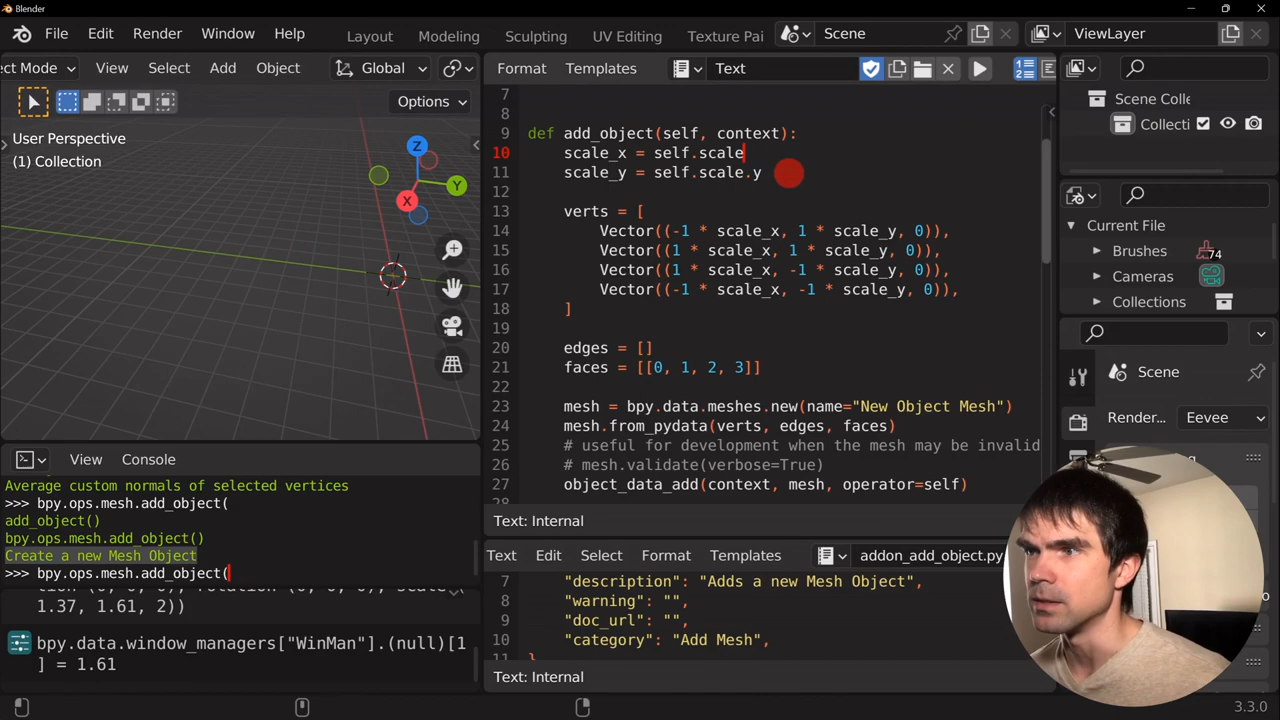 Blender
File Edit Render Window Help
Layout Modeling Sculpting UV Editing Texture Pai
Scene
ViewLayer
ect Mode View Select Add Object
Global
Options
User Perspective
(1) Collection
Z
Y
X
Format Templates
Text
7
8
9 def add_object(self, context):
10 scale_x = self.scale
11 scale_y = self.scale.y
12
13 verts = [
14 Vector((-1 * scale_x, 1 * scale_y, 0)),
15 Vector((1 * scale_x, 1 * scale_y, 0)),
16 Vector((1 * scale_x, -1 * scale_y, 0)),
17 Vector((-1 * scale_x, -1 * scale_y, 0)),
18 ]
19
20 edges = []
21 faces = [[0, 1, 2, 3]]
22
23 mesh = bpy.data.meshes.new(name="New Object Mesh")
24 mesh.from_pydata(verts, edges, faces)
25 # useful for development when the mesh may be invalid
26 # mesh.validate(verbose=True)
27 object_data_add(context, mesh, operator=self)
28
Text: Internal
Text Edit Select Format Templates
addon_add_object.py
7 "description": "Adds a new Mesh Object",
8 "warning": "",
9 "doc_url": "",
10 "category": "Add Mesh",
11 }
Text: Internal
View Console
Average custom normals of selected vertices
>>> bpy.ops.mesh.add_object(
add_object()
bpy.ops.mesh.add_object()
Create a new Mesh Object
>>> bpy.ops.mesh.add_object(
1.37, 1.61, 2))
bpy.data.window_managers["WinMan"].(null)[1
] = 1.61
Scene Colle
Collecti
Current File
Brushes
74
Cameras
Collections
Scene
Render...
Eevee
3.3.0